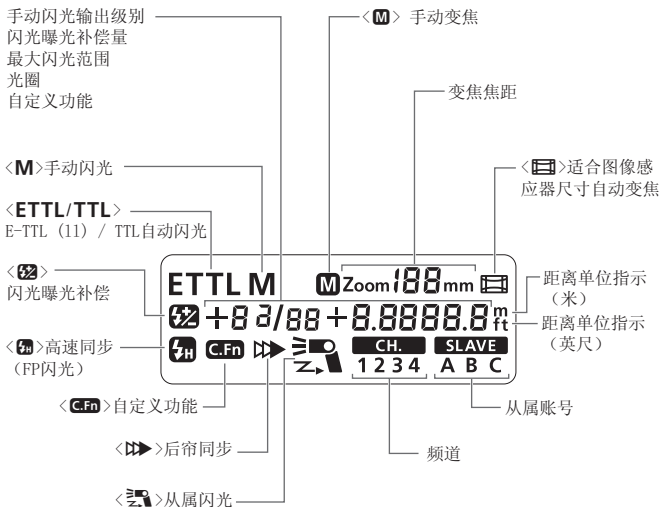 手动闪光输出级别
闪光曝光补偿量
最大闪光范围
光圈
自定义功能
<M> 手动变焦
变焦焦距
<M>手动闪光
< >适合图像感
应器尺寸自动变焦
<ETTL/TTL>
E-TTL (11) / TTL自动闪光
< >
闪光曝光补偿
ETTL M M Zoom 188 mm
+8 8/88 +8.8888.8 m
ft
距离单位指示
(米)
距离单位指示
(英尺)
H C.Fn CH. SLAVE
1 2 3 4 A B C
<H>高速同步
(FP闪光)
<C.Fn>自定义功能
从属账号
< >后帘同步
频道
< >从属闪光